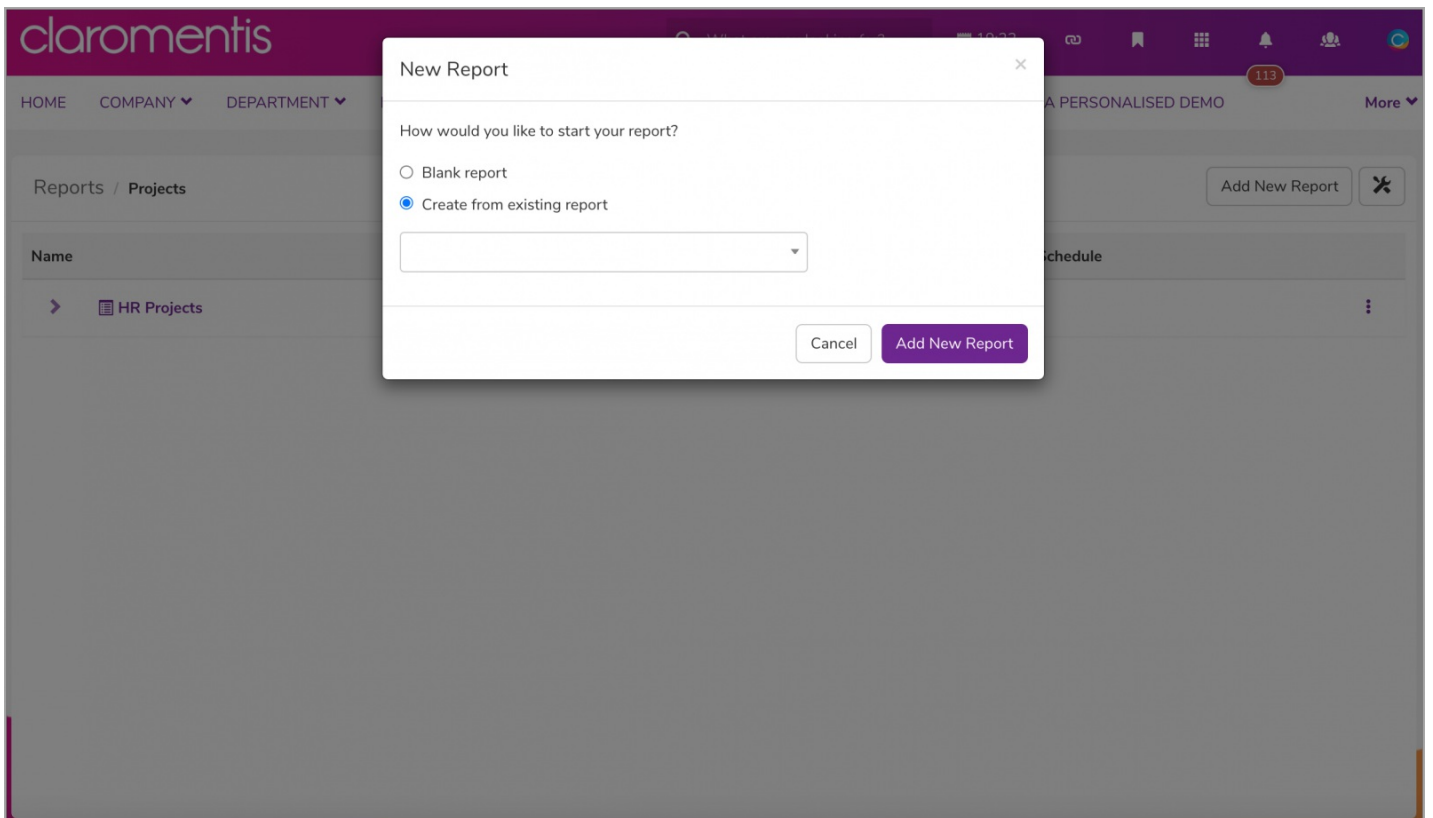 claromentis
New Report
×
113
HOME COMPANY DEPARTMENT A PERSONALISED DEMO More
How would you like to start your report?
Blank report
Create from existing report
Reports / Projects
Add New Report
Name
Schedule
HR Projects
Cancel Add New Report